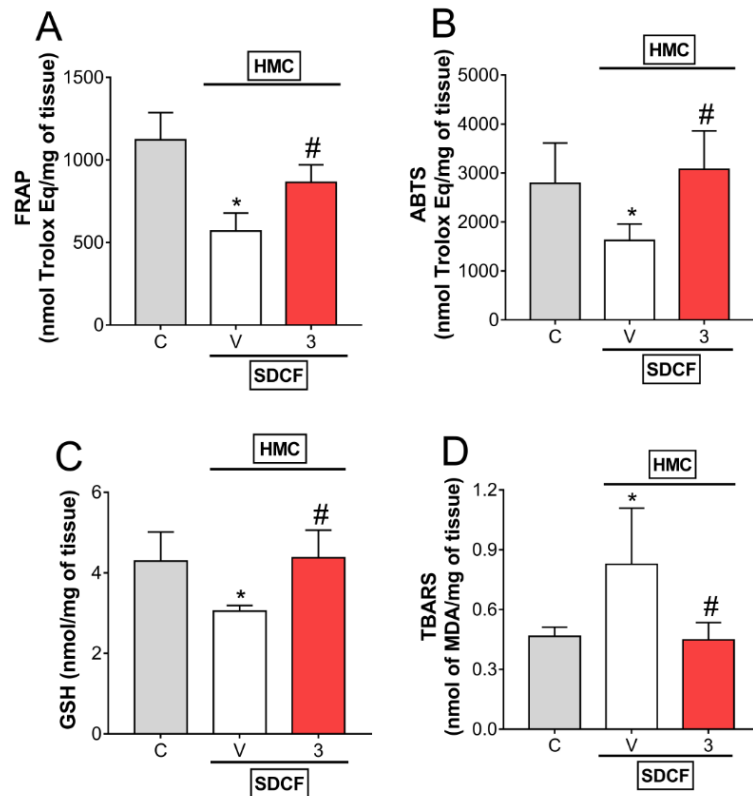 A
HMC
FRAP
(nmol Trolox Eq/mg of tissue)
1500
1000
500
0
*
#
C V 3
SDCF
B
HMC
ABTS
(nmol Trolox Eq/mg of tissue)
5000
4000
3000
2000
1000
0
*
#
C V 3
SDCF
C
HMC
GSH (nmol/mg of tissue)
6
4
2
0
*
#
C V 3
SDCF
D
HMC
TBARS
(nmol of MDA/mg of tissue)
1.2
0.9
0.6
0.3
0.0
*
#
C V 3
SDCF